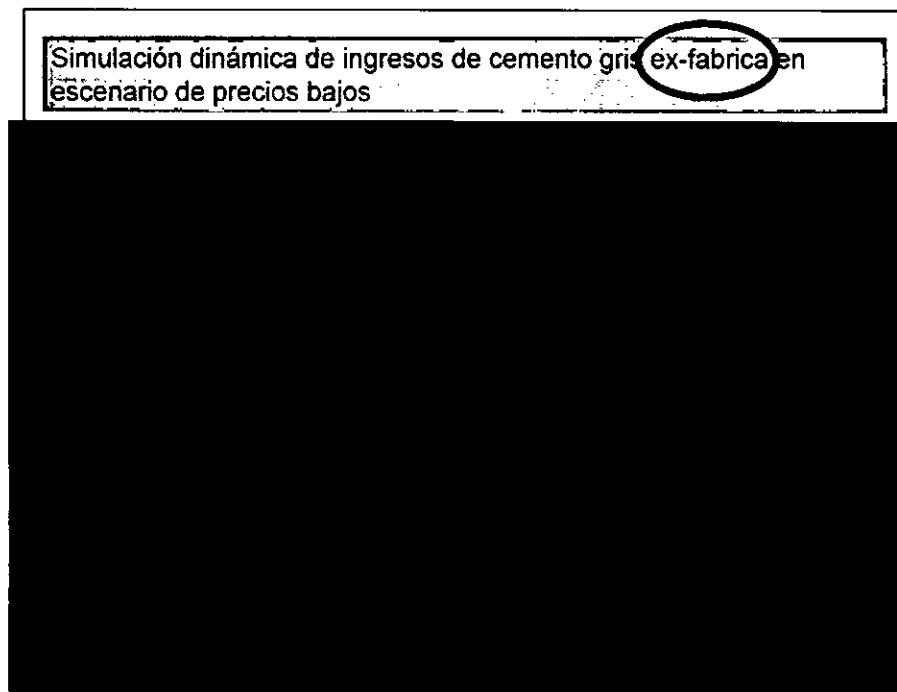 Simulación dinámica de ingresos de cemento gris ex-fabrica en
escenario de precios bajos